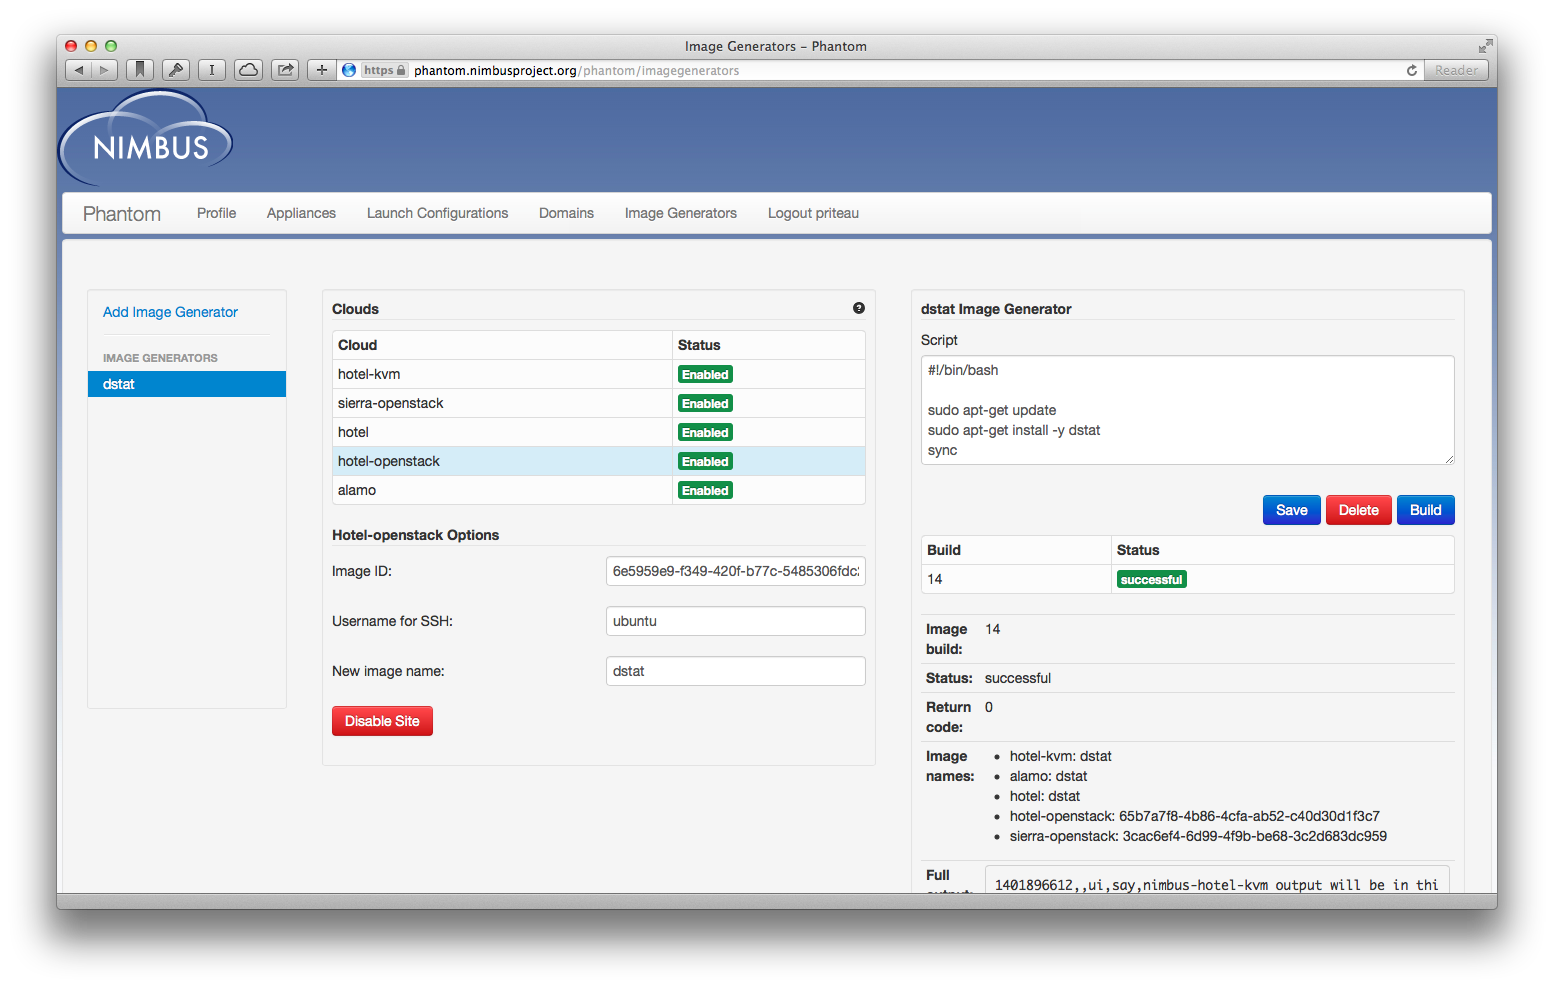 Image Generators – Phantom
https
phantom.nimbusproject.org/phantom/imagegenerators
Reader
NIMBUS
Phantom
Profile
Appliances
Launch Configurations
Domains
Image Generators
Logout priteau
Add Image Generator
IMAGE GENERATORS
dstat
Clouds
?
Cloud Status
hotel-kvm Enabled
sierra-openstack Enabled
hotel Enabled
hotel-openstack Enabled
alamo Enabled
Hotel-openstack Options
Image ID: 6e5959e9-f349-420f-b77c-5485306fdc
Username for SSH: ubuntu
New image name: dstat
Disable Site
dstat Image Generator
Script
#!/bin/bash
sudo apt-get update
sudo apt-get install -y dstat
sync
Save Delete Build
Build Status
14 successful
Image 14
build:
Status: successful
Return 0
code:
Image
names:
• hotel-kvm: dstat
• alamo: dstat
• hotel: dstat
• hotel-openstack: 65b7a7f8-4b86-4cfa-ab52-c40d30d1f3c7
• sierra-openstack: 3cac6ef4-6d99-4f9b-be68-3c2d683dc959
Full
output:
1401896612,,ui,say,nimbus-hotel-kvm output will be in thi